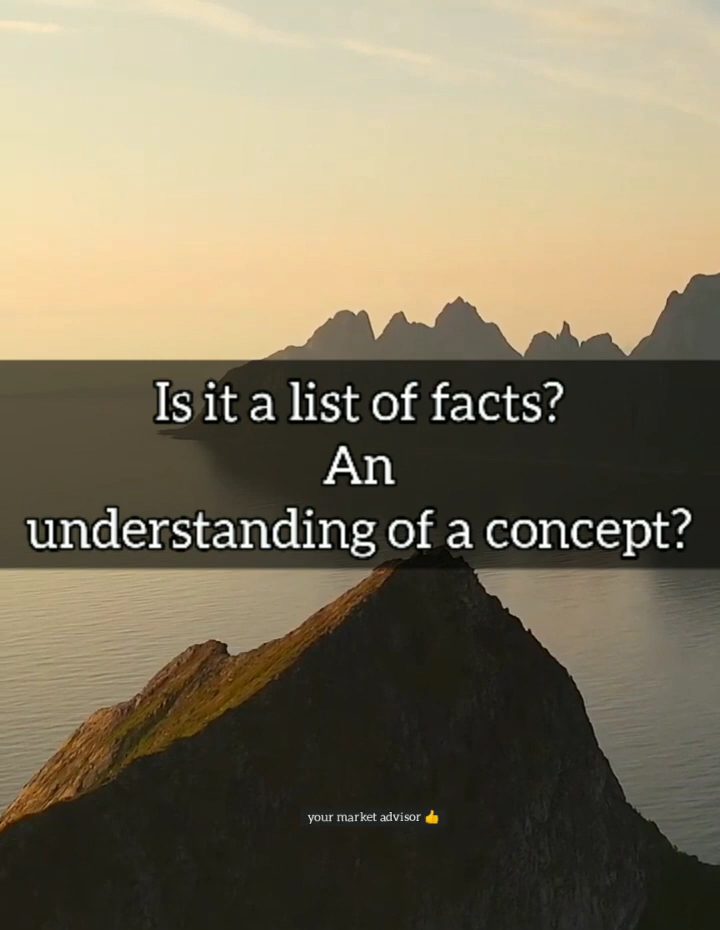 Is it a list of facts?
An
understanding of a concept?
your market advisor 👍